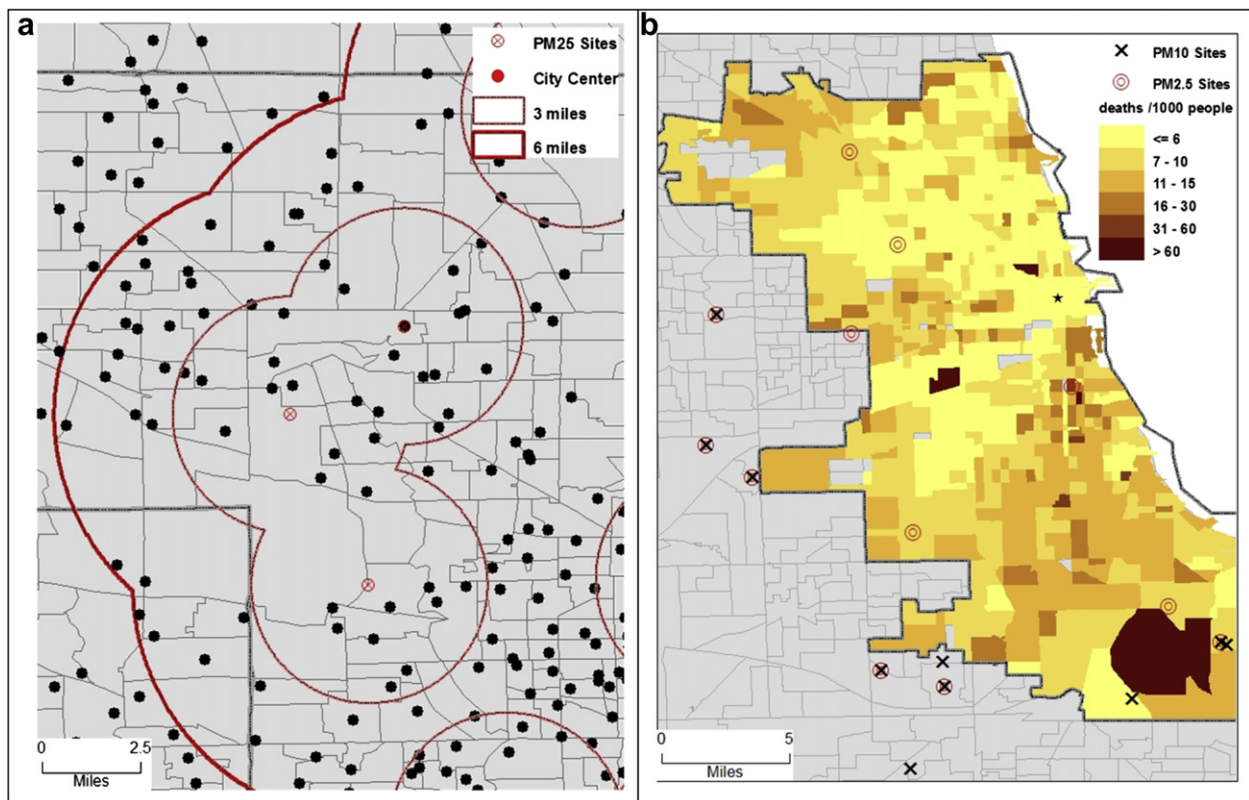 a
PM25 Sites
City Center
3 miles
6 miles
0 2.5
Miles
b
PM10 Sites
PM2.5 Sites
deaths /1000 people
<= 6
7 - 10
11 - 15
16 - 30
31 - 60
> 60
0 5
Miles